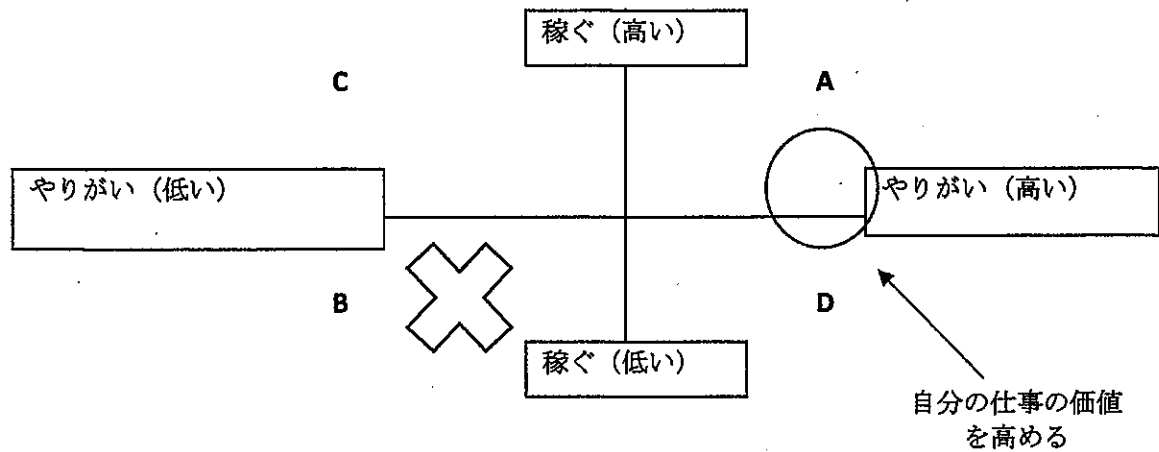 稼ぐ（高い）
C
A
やりがい（低い）
やりがい（高い）
B
D
稼ぐ（低い）
自分の仕事の価値
を高める